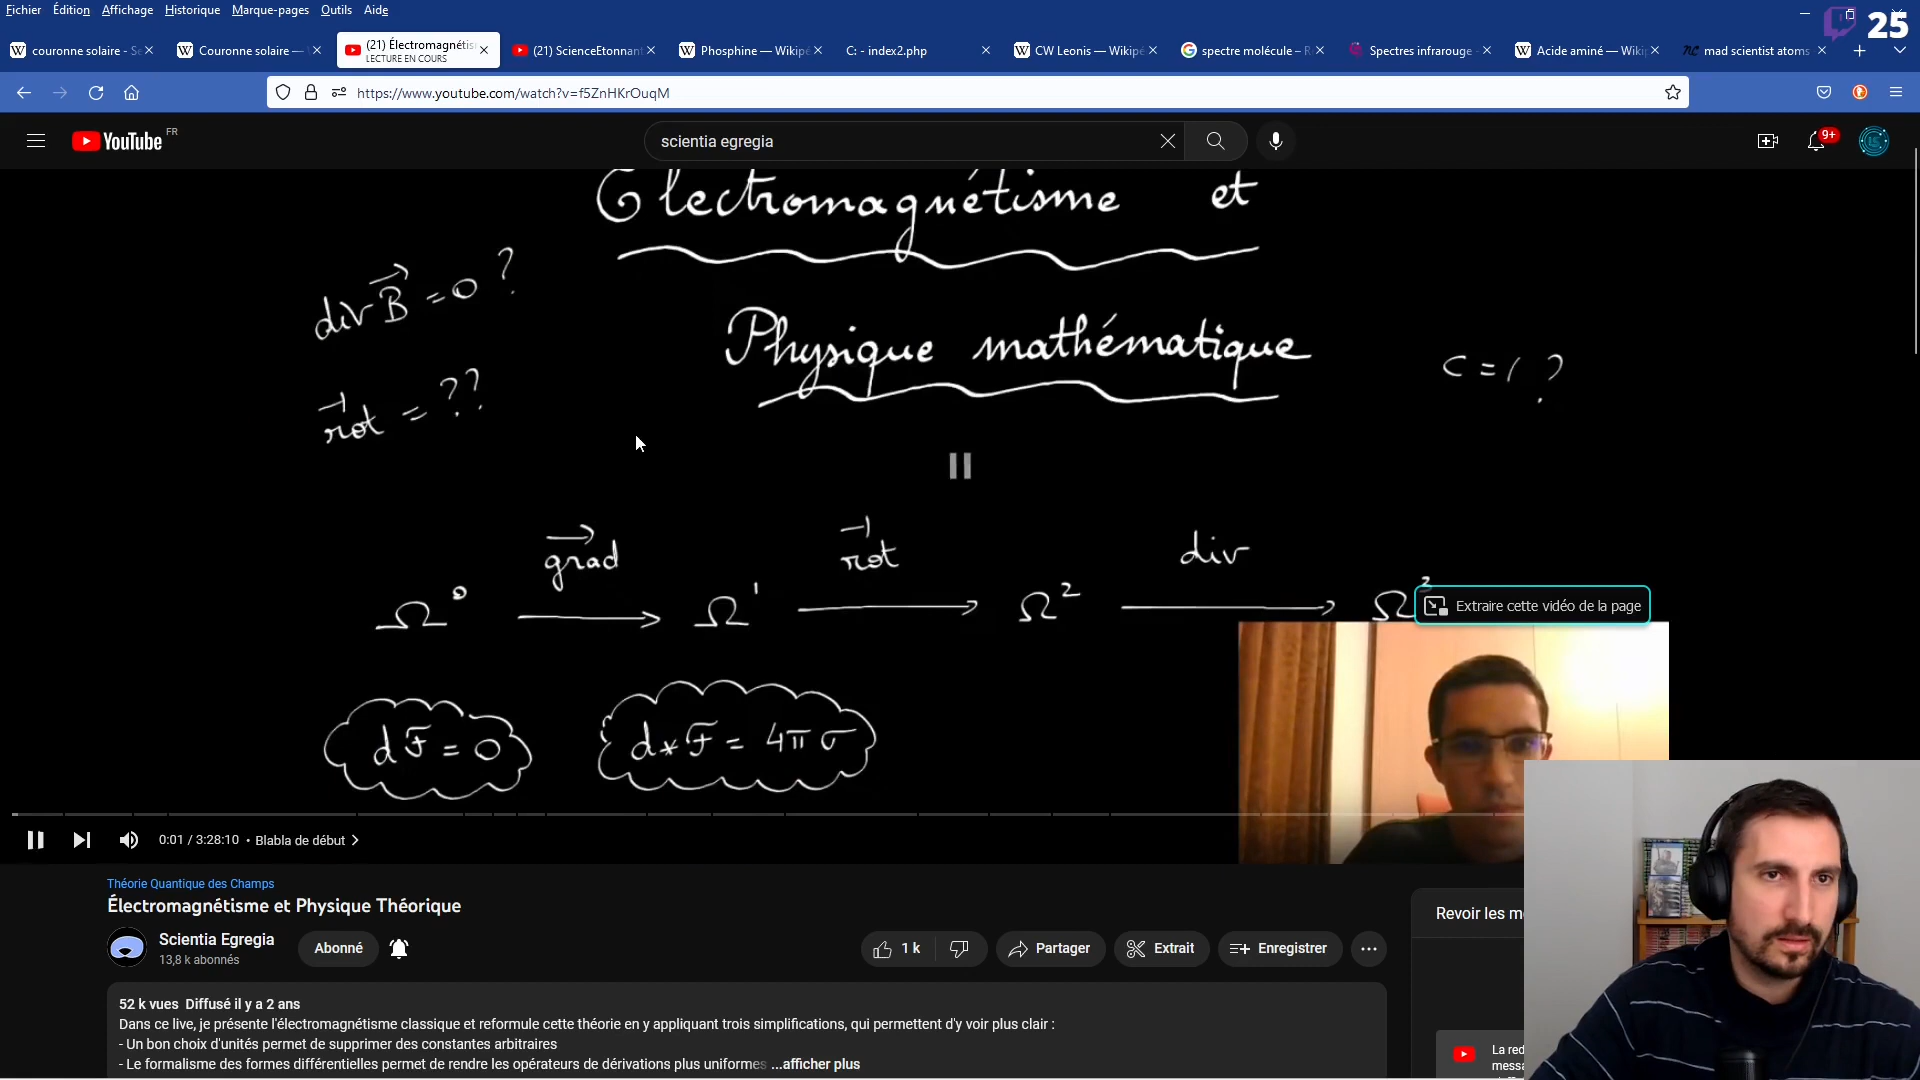 Fichier Édition Affichage Historique Marque-pages Outils Aide
25
couronne solaire - Se
Couronne solaire —
(21) Électromagnétis
LECTURE EN COURS
(21) ScienceEtonnant
Phosphine — Wikipé
C: - index2.php
CW Leonis — Wikipé
spectre molécule – R
Spectres infrarouge -
Acide aminé — Wiki
mad scientist atoms
https://www.youtube.com/watch?v=f5ZnHKrOuqM
YouTube FR
scientia egregia
9+
Électromagnétisme et
Physique mathématique
div B = 0 ?
rot = ??
c = 1 ?
grad rot div
Ω⁰ Ω¹ Ω² Ω³
Extraire cette vidéo de la page
dF = 0
d⋆F = 4πσ
0:01 / 3:28:10 • Blabla de début
Théorie Quantique des Champs
Électromagnétisme et Physique Théorique
Scientia Egregia
13,8 k abonnés
Abonné
1 k
Partager
Extrait
Enregistrer
Revoir les m
52 k vues Diffusé il y a 2 ans
Dans ce live, je présente l'électromagnétisme classique et reformule cette théorie en y appliquant trois simplifications, qui permettent d'y voir plus clair :
- Un bon choix d'unités permet de supprimer des constantes arbitraires
- Le formalisme des formes différentielles permet de rendre les opérateurs de dérivations plus uniformes ...afficher plus
La red
messa